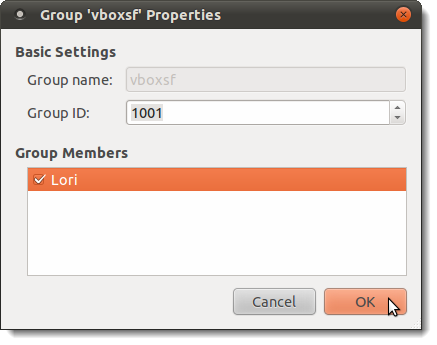 Group 'vboxsf' Properties
Basic Settings
Group name: vboxsf
Group ID: 1001
Group Members
Lori
Cancel OK